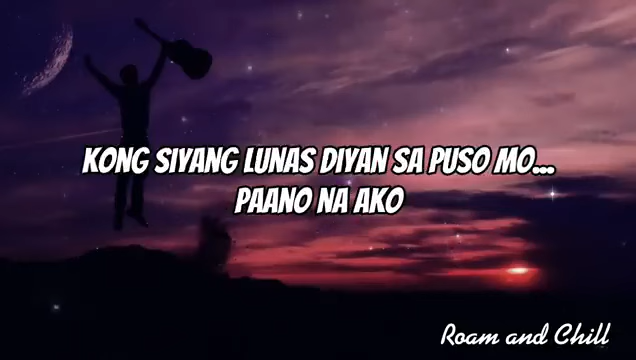 KONG SIYANG LUNAS DIYAN SA PUSO MO...
PAANO NA AKO
Roam and Chill